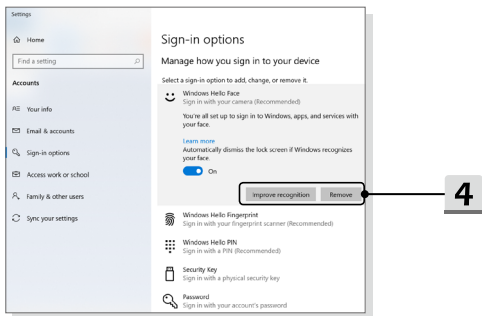 Settings
Home
Find a setting
Accounts
Your info
Email & accounts
Sign-in options
Access work or school
Family & other users
Sync your settings
Sign-in options
Manage how you sign in to your device
Select a sign-in option to add, change, or remove it.
Windows Hello Face
Sign in with your camera (Recommended)
You're all set up to sign in to Windows, apps, and services with
your face.
Learn more
Automatically dismiss the lock screen if Windows recognizes
your face
On
Improve recognition
Remove
4
Windows Hello Fingerprint
Sign in with your fingerprint scanner (Recommended)
Windows Hello PIN
Sign in with a PIN (Recommended)
Security Key
Sign in with a physical security key
Password
Sign in with your account's password